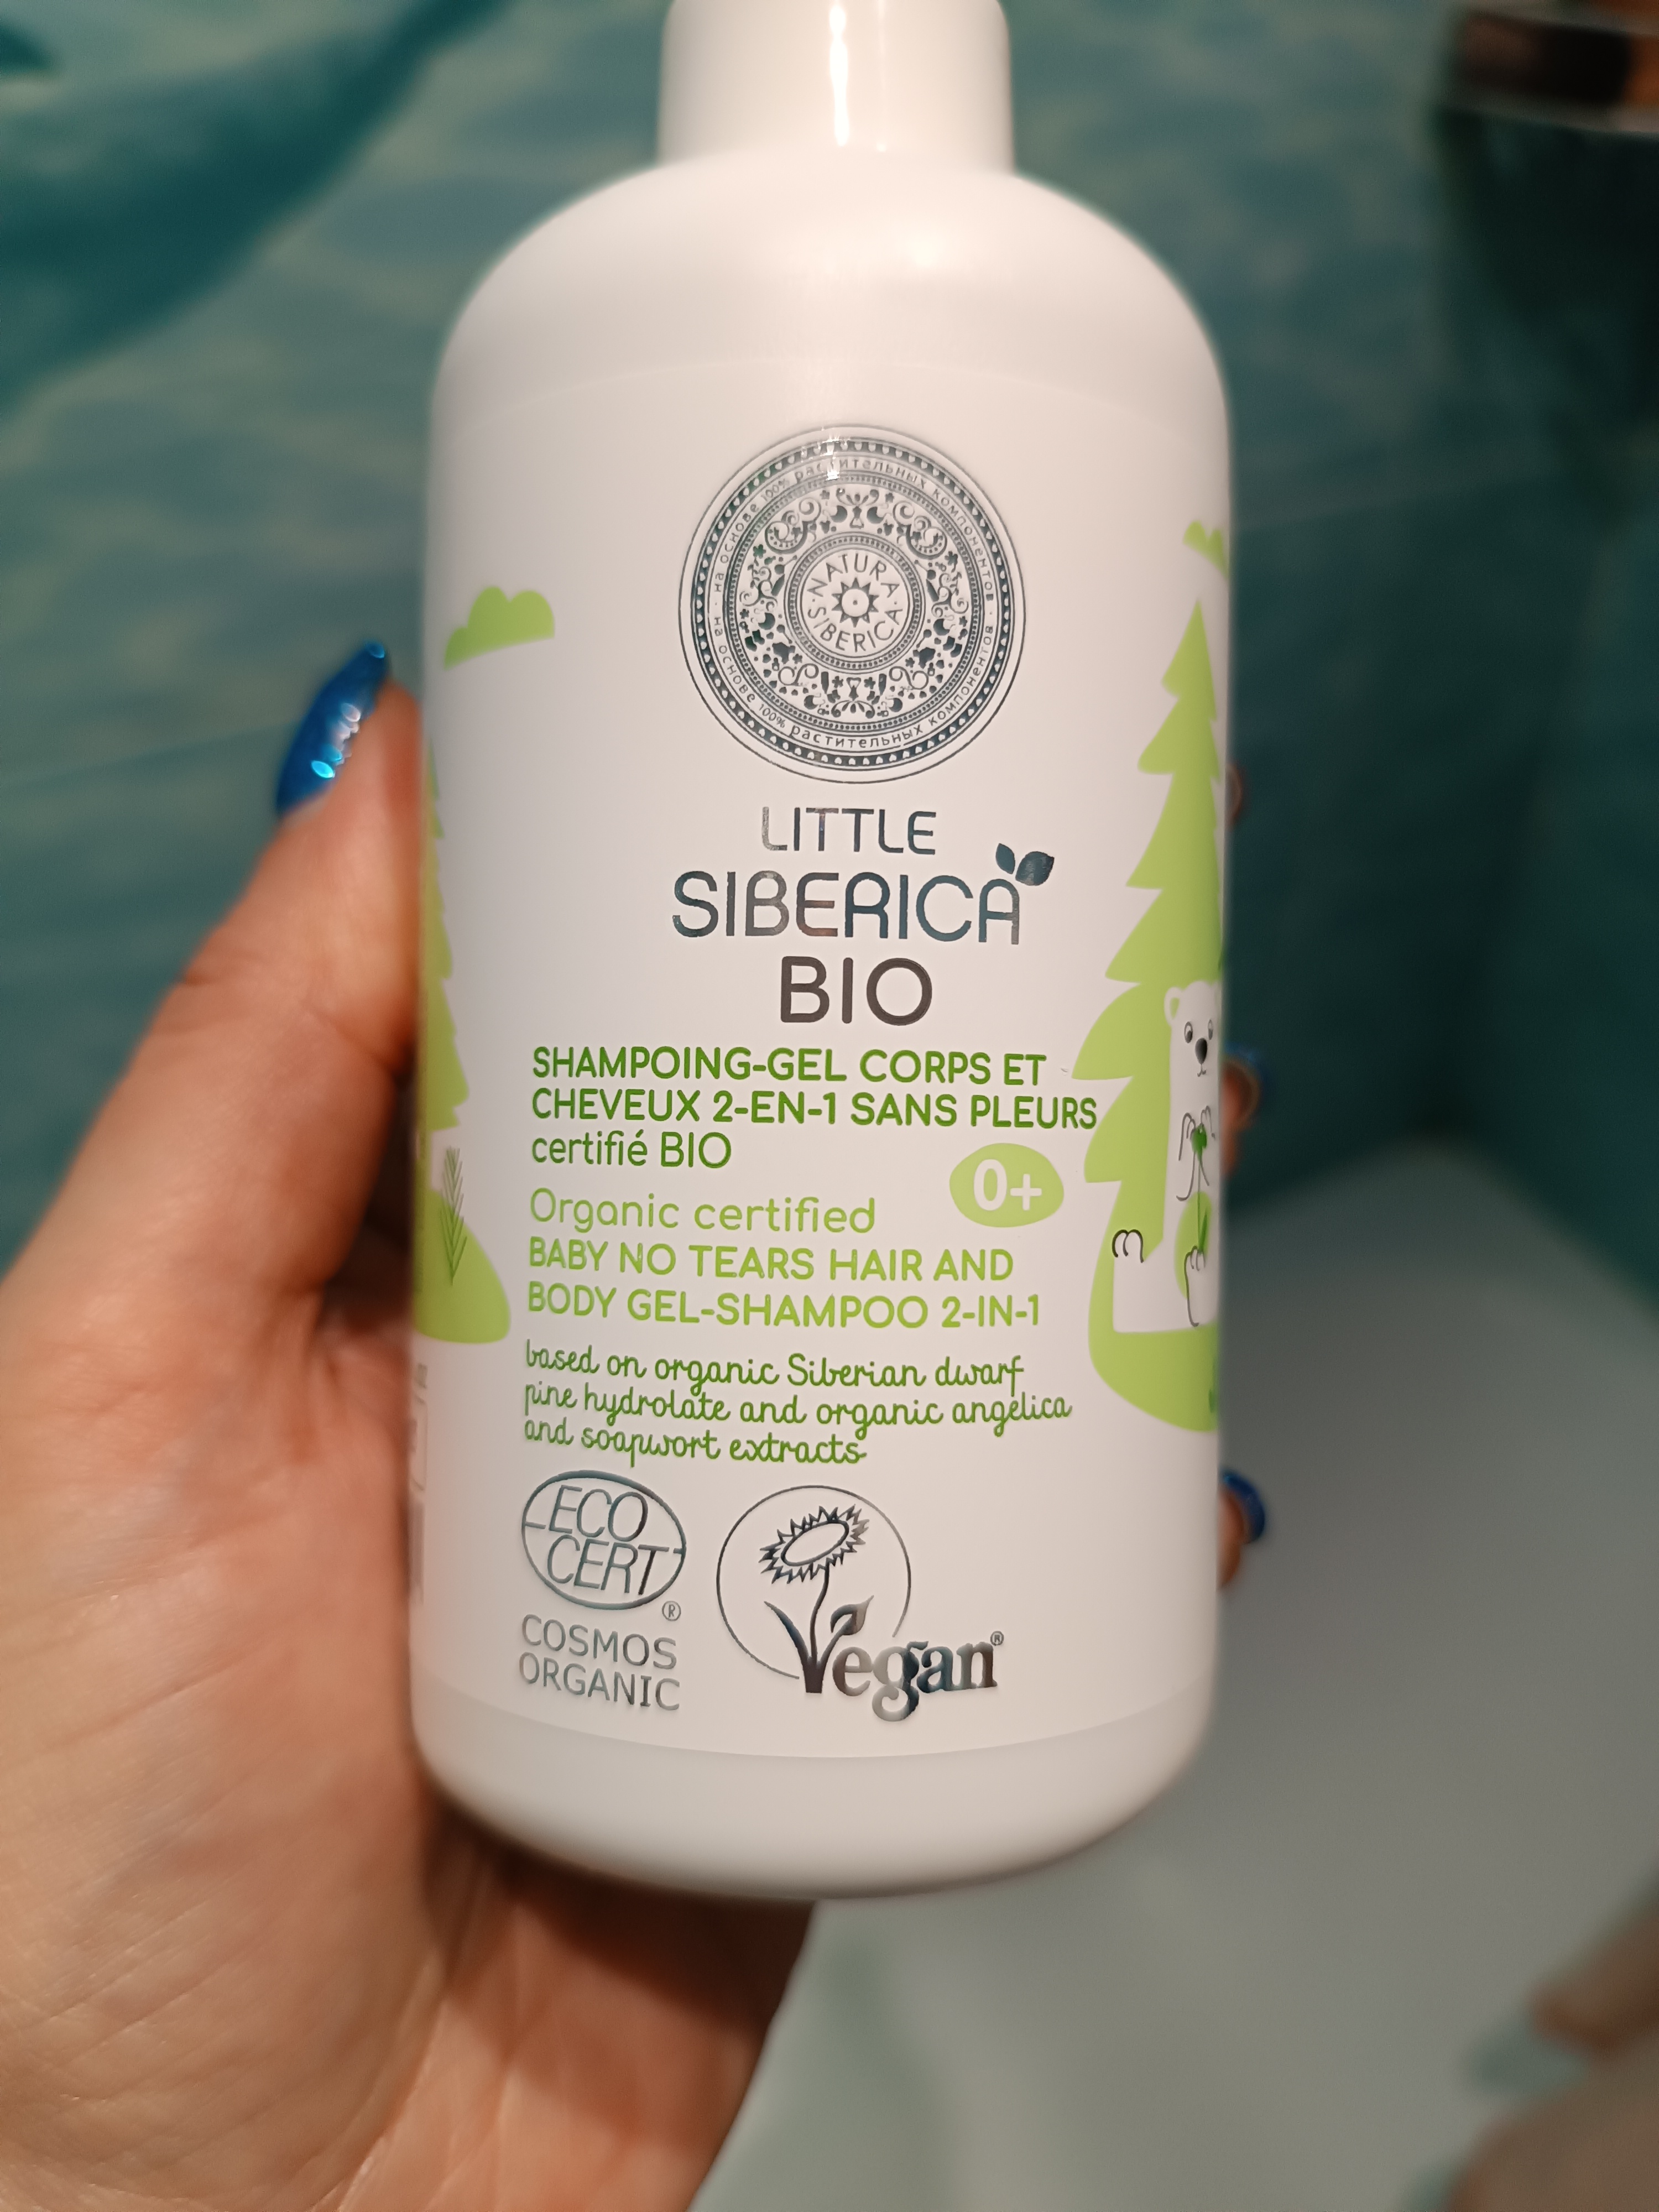 на основе 100% растительных компонентов · на основе 100% растительных компонентов ·
NATURA
SIBERICA
LITTLE
SIBERICA
BIO
SHAMPOING-GEL CORPS ET
CHEVEUX 2-EN-1 SANS PLEURS
certifié BIO
0+
Organic certified
BABY NO TEARS HAIR AND
BODY GEL-SHAMPOO 2-IN-1
based on organic Siberian dwarf
pine hydrolate and organic angelica
and soapwort extracts
ECO
CERT
®
COSMOS
ORGANIC
Vegan®